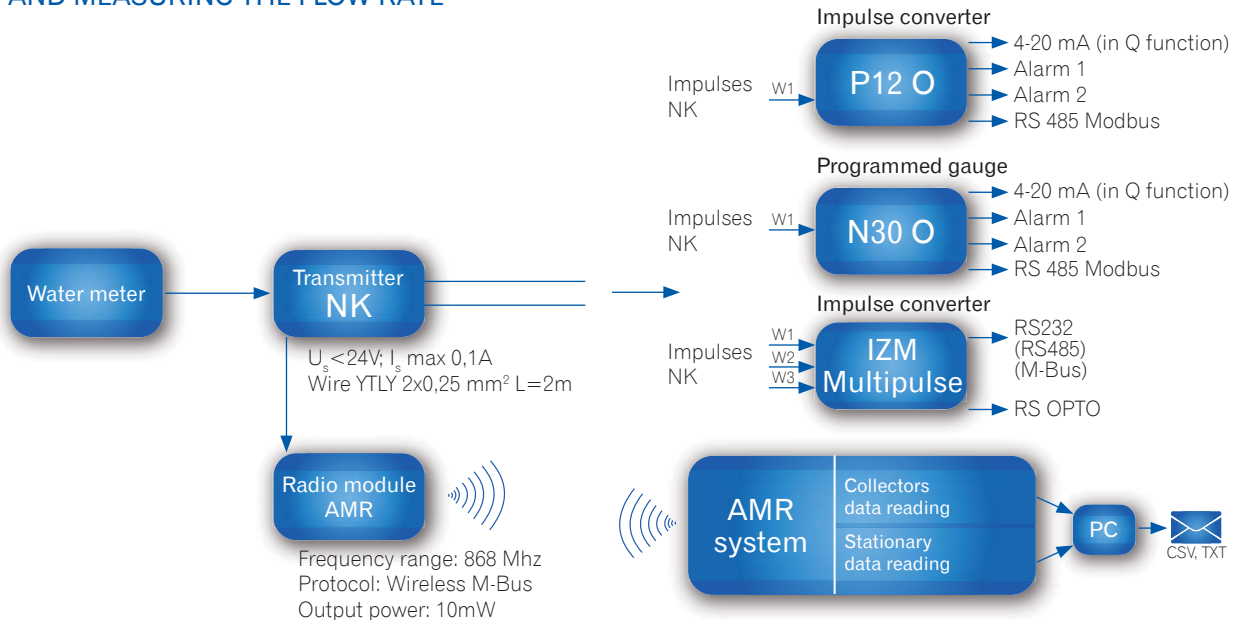 AND MEASURING THE FLOW RATE
Impulse converter
Impulses
NK
W1
P12 O
4-20 mA (in Q function)
Alarm 1
Alarm 2
RS 485 Modbus
Programmed gauge
Impulses
NK
W1
N30 O
4-20 mA (in Q function)
Alarm 1
Alarm 2
RS 485 Modbus
Water meter
Transmitter
NK
U_s<24V; I_s max 0,1A
Wire YTLY 2x0,25 mm² L=2m
Impulse converter
Impulses
NK
W1
W2
W3
IZM
Multipulse
RS232
(RS485)
(M-Bus)
RS OPTO
Radio module
AMR
Frequency range: 868 Mhz
Protocol: Wireless M-Bus
Output power: 10mW
AMR
system
Collectors
data reading
Stationary
data reading
PC
CSV, TXT